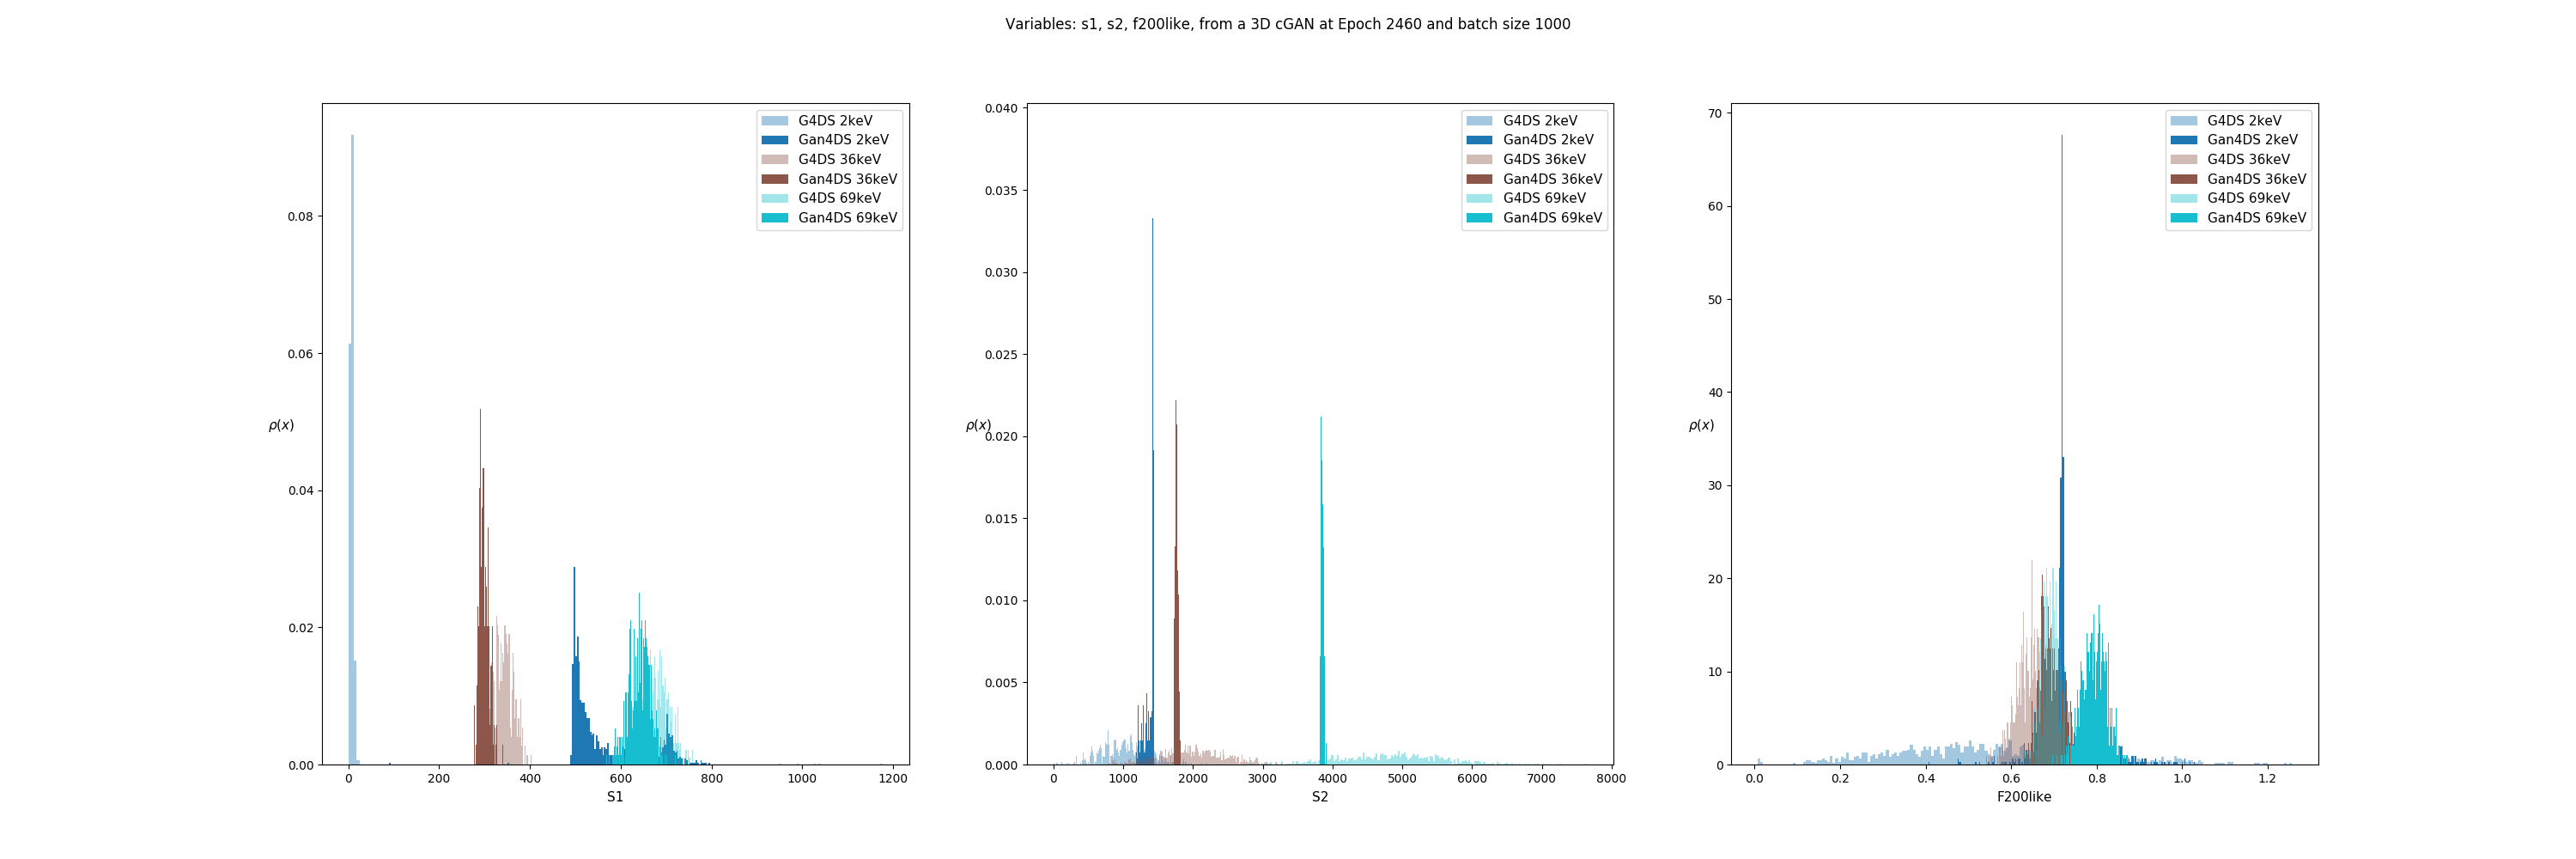 Variables: s1, s2, f200like, from a 3D cGAN at Epoch 2460 and batch size 1000
G4DS 2keV
Gan4DS 2keV
G4DS 36keV
Gan4DS 36keV
G4DS 69keV
Gan4DS 69keV
0.08
0.06
0.04
0.02
0.00
ρ(x)
0 200 400 600 800 1000 1200
S1
G4DS 2keV
Gan4DS 2keV
G4DS 36keV
Gan4DS 36keV
G4DS 69keV
Gan4DS 69keV
0.040
0.035
0.030
0.025
0.020
0.015
0.010
0.005
0.000
ρ(x)
0 1000 2000 3000 4000 5000 6000 7000 8000
S2
G4DS 2keV
Gan4DS 2keV
G4DS 36keV
Gan4DS 36keV
G4DS 69keV
Gan4DS 69keV
70
60
50
40
30
20
10
0
ρ(x)
0.0 0.2 0.4 0.6 0.8 1.0 1.2
F200like